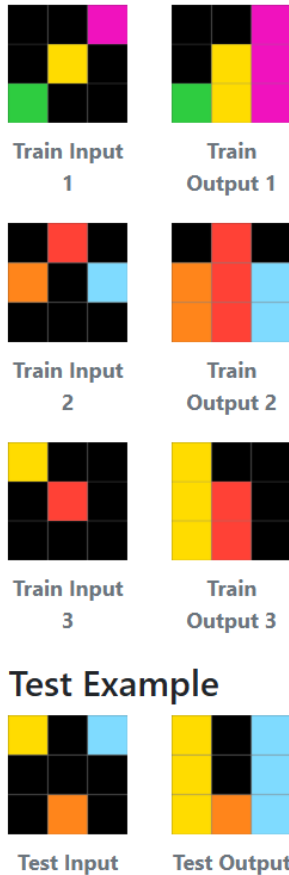 Train Input
1
Train
Output 1
Train Input
2
Train
Output 2
Train Input
3
Train
Output 3
Test Example
Test Input
Test Output